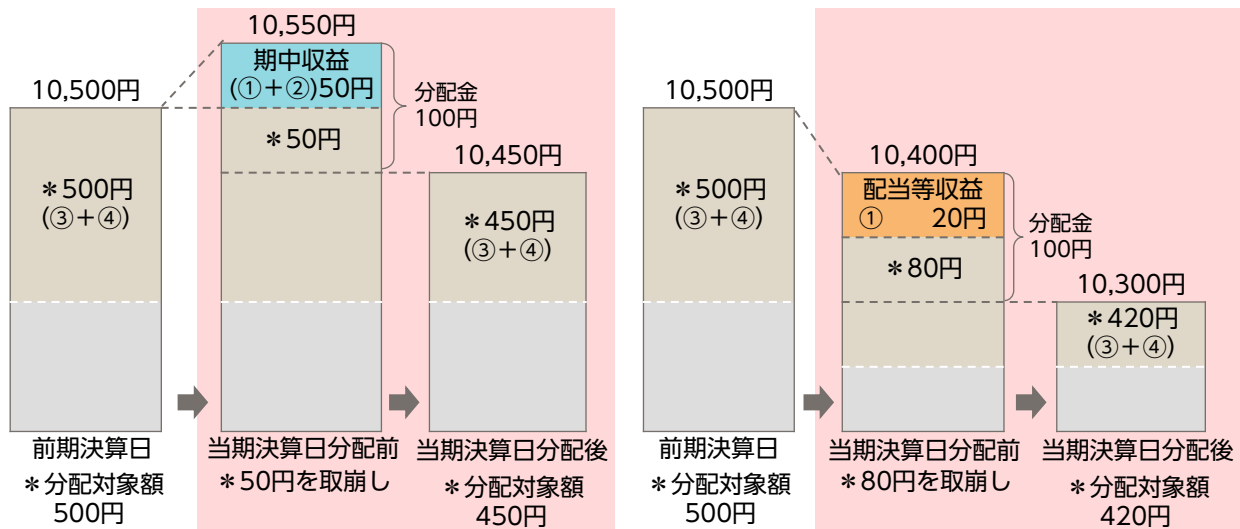 10,500円
*500円
(③+④)
前期決算日
*分配対象額
500円
10,550円
期中収益
(①+②)50円
*50円
分配金
100円
当期決算日分配前
*50円を取崩し
10,450円
*450円
(③+④)
当期決算日分配後
*分配対象額
450円
10,500円
*500円
(③+④)
前期決算日
*分配対象額
500円
10,400円
配当等収益
① 20円
*80円
分配金
100円
当期決算日分配前
*80円を取崩し
10,300円
*420円
(③+④)
当期決算日分配後
*分配対象額
420円